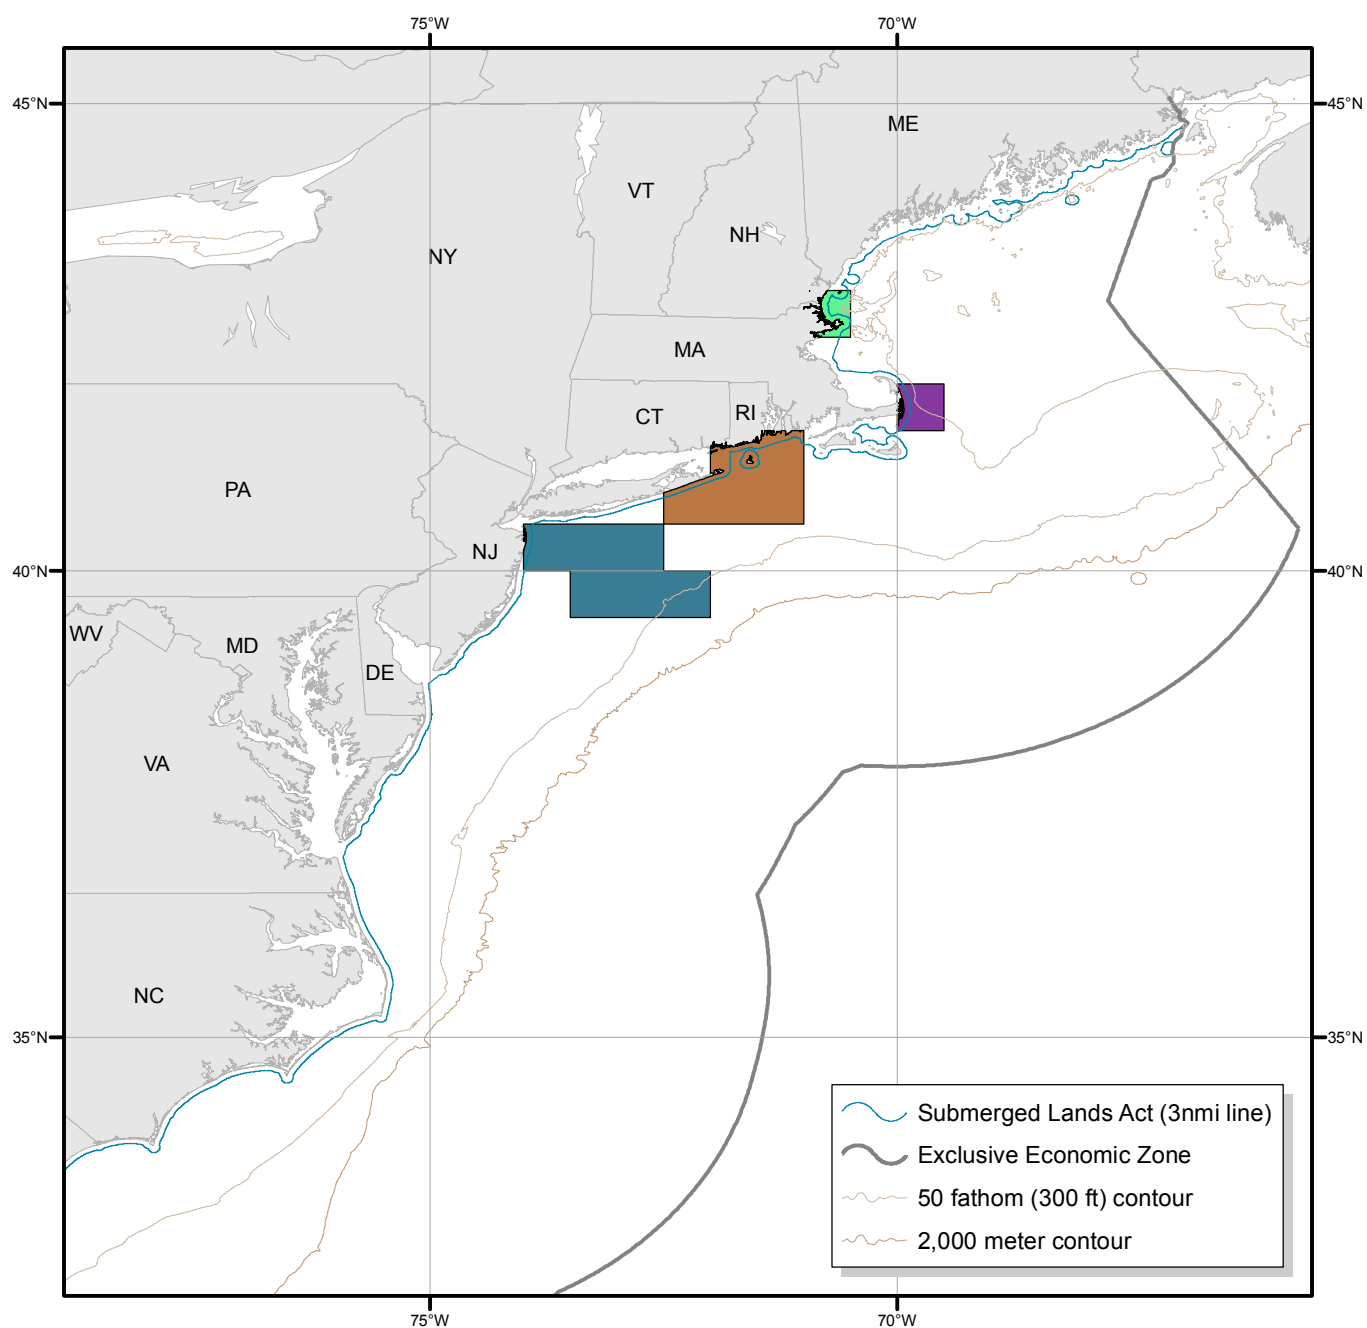 75°W
70°W
45°N
45°N
ME
VT
NH
NY
MA
CT
RI
PA
NJ
40°N
40°N
WV
MD
DE
VA
NC
35°N
35°N
Submerged Lands Act (3nmi line)
Exclusive Economic Zone
50 fathom (300 ft) contour
2,000 meter contour
75°W
70°W